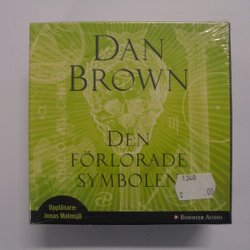 DAN
BROWN
DEN
FÖRLORADE
SYMBOLEN
Uppläsare:
Jonas Malmsjö
BONNIER AUDIO